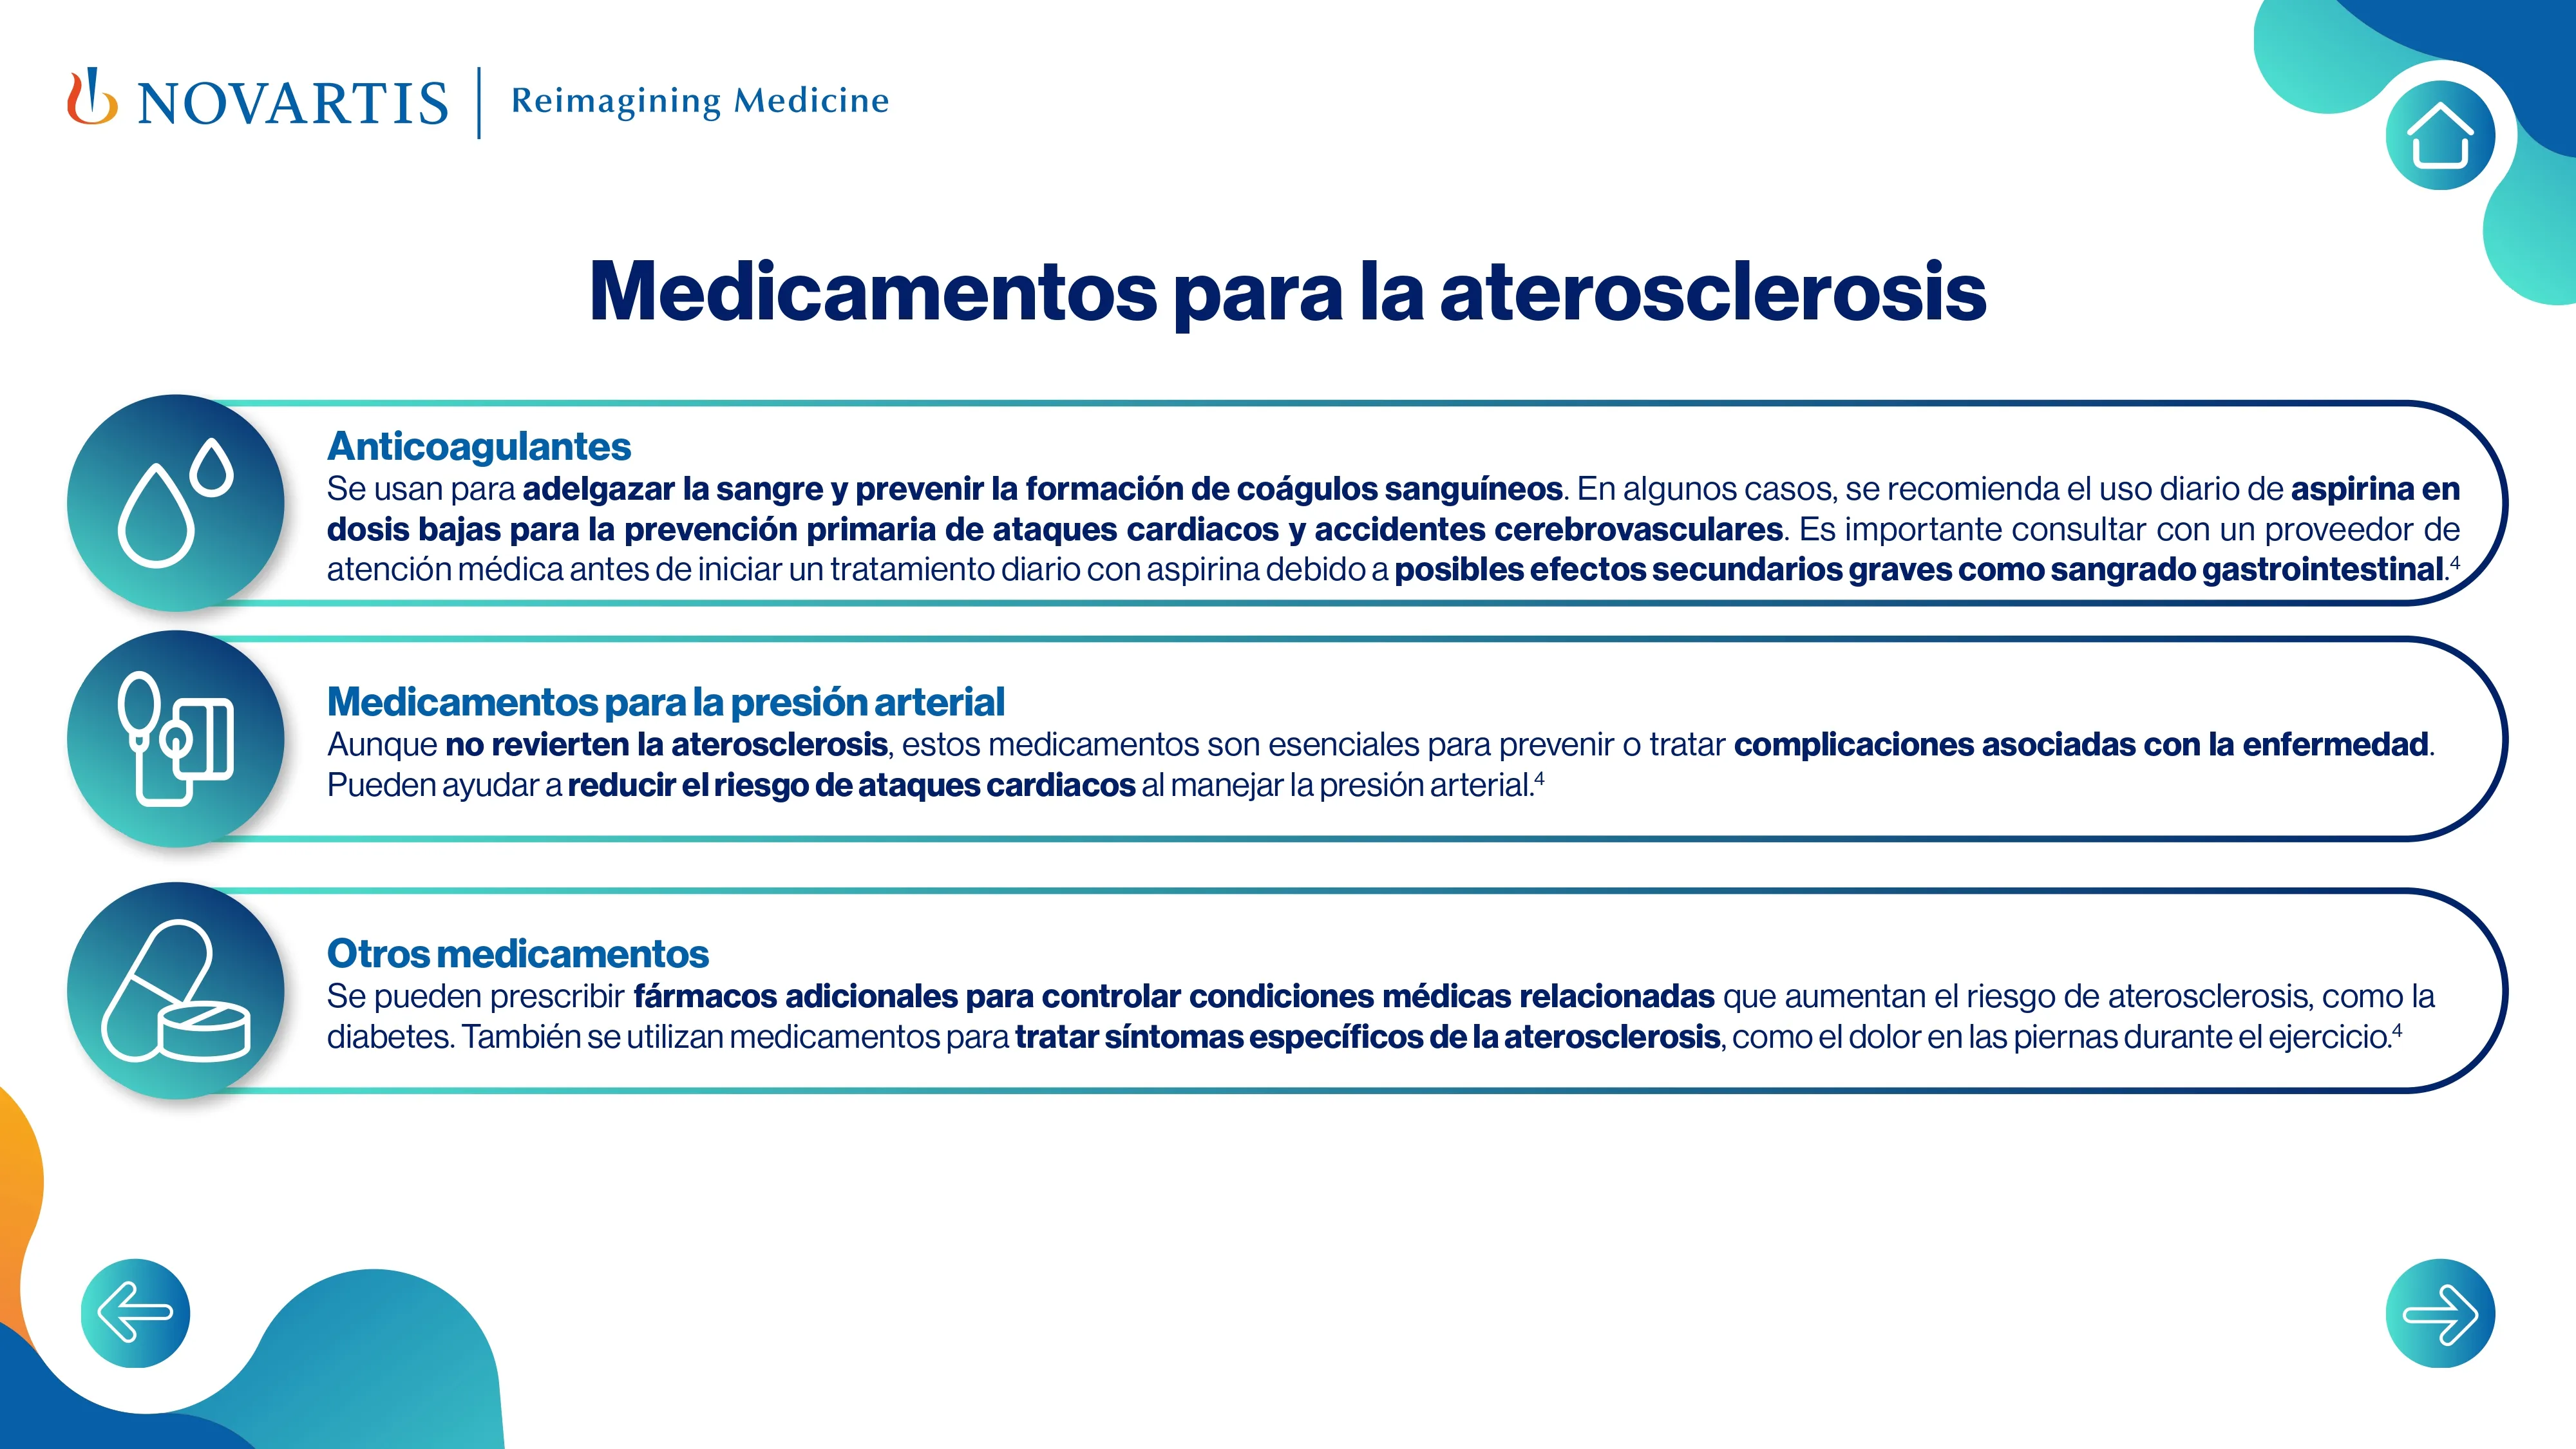 NOVARTIS | Reimagining Medicine
Medicamentos para la aterosclerosis
Anticoagulantes
Se usan para adelgazar la sangre y prevenir la formación de coágulos sanguíneos. En algunos casos, se recomienda el uso diario de aspirina en
dosis bajas para la prevención primaria de ataques cardiacos y accidentes cerebrovasculares. Es importante consultar con un proveedor de
atención médica antes de iniciar un tratamiento diario con aspirina debido a posibles efectos secundarios graves como sangrado gastrointestinal.⁴
Medicamentos para la presión arterial
Aunque no revierten la aterosclerosis, estos medicamentos son esenciales para prevenir o tratar complicaciones asociadas con la enfermedad.
Pueden ayudar a reducir el riesgo de ataques cardiacos al manejar la presión arterial.⁴
Otros medicamentos
Se pueden prescribir fármacos adicionales para controlar condiciones médicas relacionadas que aumentan el riesgo de aterosclerosis, como la
diabetes. También se utilizan medicamentos para tratar síntomas específicos de la aterosclerosis, como el dolor en las piernas durante el ejercicio.⁴